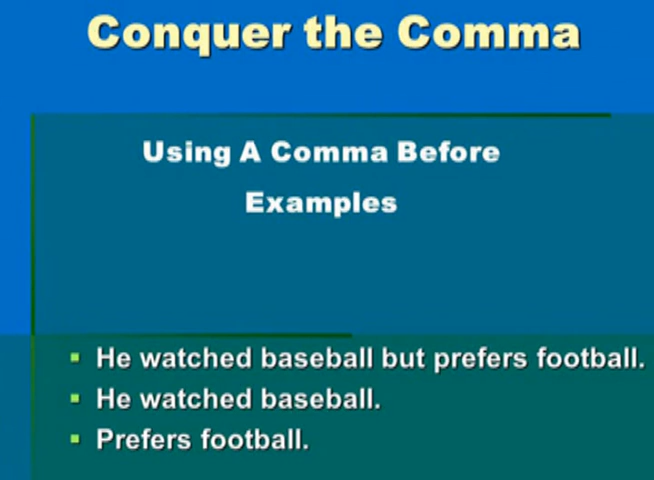 Conquer the Comma
Using A Comma Before
Examples
He watched baseball but prefers football.
He watched baseball.
Prefers football.